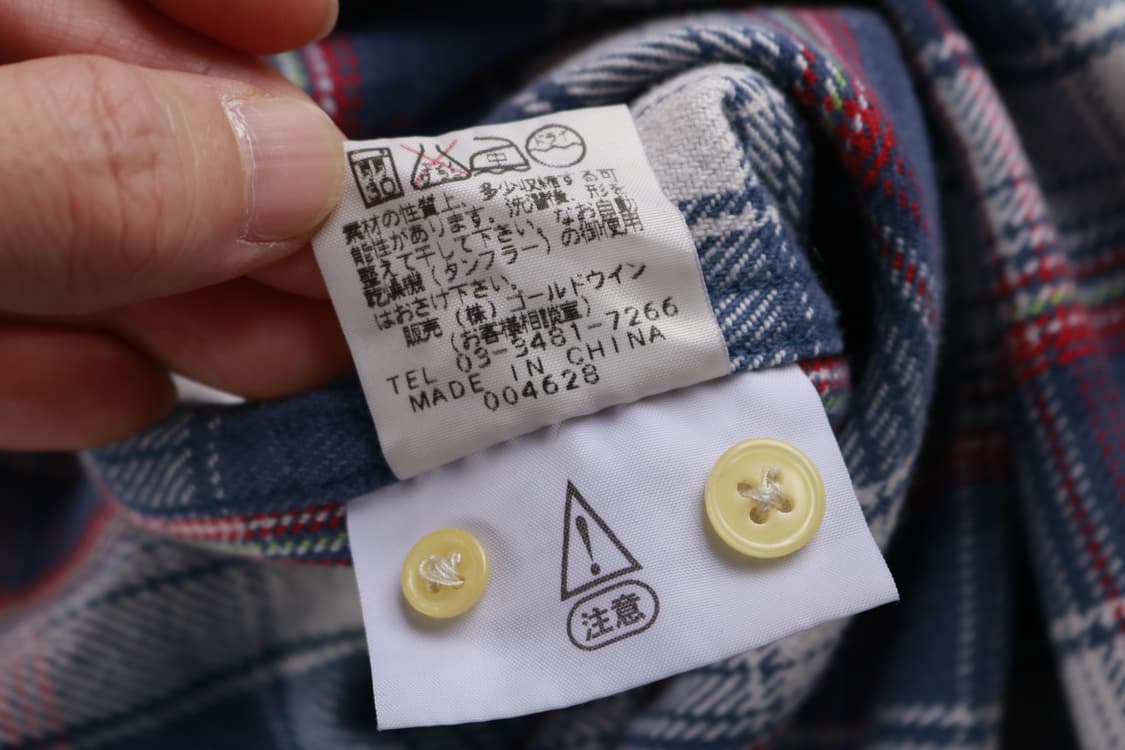 30 中 ドライ
素材の性質上、多少収縮する可
能性があります。洗濯後、形を
整えて干して下さい。なお自動
乾燥機(タンブラー)の御使用
はおさけ下さい。
販売 (株)ゴールドウイン
(お客様相談室)
TEL 03-3481-7266
MADE IN CHINA
004628
注意